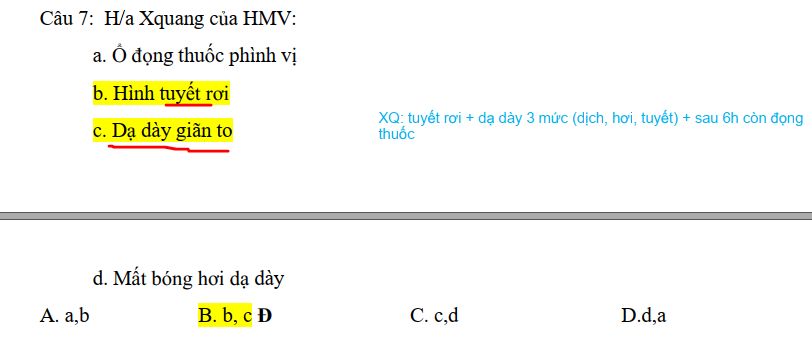 Câu 7: H/a Xquang của HMV:
a. Ổ đọng thuốc phình vị
b. Hình tuyết rơi
c. Dạ dày giãn to
XQ: tuyết rơi + dạ dày 3 mức (dịch, hơi, tuyết) + sau 6h còn đọng
thuốc
d. Mất bóng hơi dạ dày
A. a,b B. b, c Đ C. c,d D.d,a